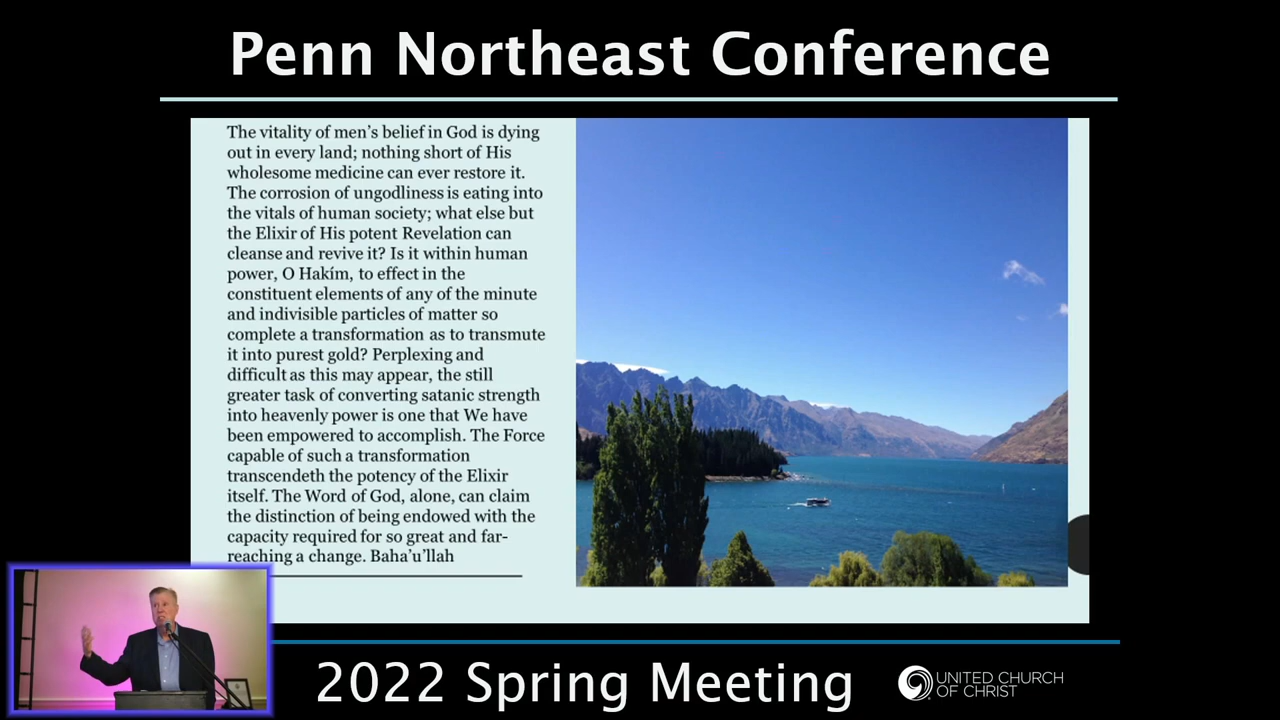 Penn Northeast Conference
The vitality of men's belief in God is dying
out in every land; nothing short of His
wholesome medicine can ever restore it.
The corrosion of ungodliness is eating into
the vitals of human society; what else but
the Elixir of His potent Revelation can
cleanse and revive it? Is it within human
power, O Hakím, to effect in the
constituent elements of any of the minute
and indivisible particles of matter so
complete a transformation as to transmute
it into purest gold? Perplexing and
difficult as this may appear, the still
greater task of converting satanic strength
into heavenly power is one that We have
been empowered to accomplish. The Force
capable of such a transformation
transcendeth the potency of the Elixir
itself. The Word of God, alone, can claim
the distinction of being endowed with the
capacity required for so great and far-
reaching a change. Baha'u'llah
2022 Spring Meeting
UNITED CHURCH
OF CHRIST